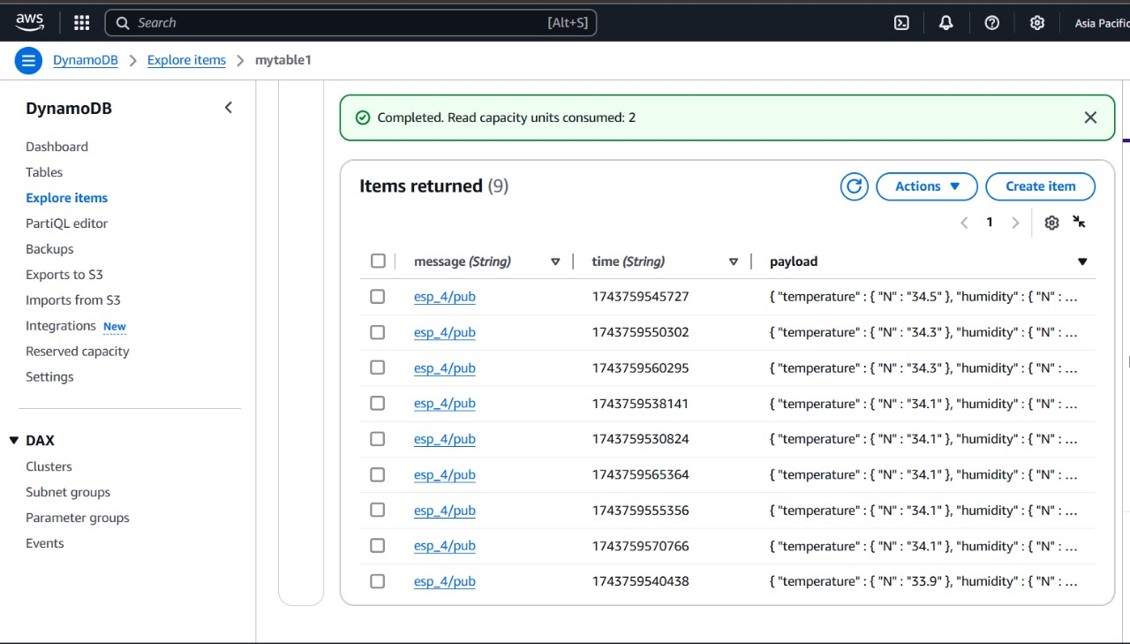 aws
Search [Alt+S]
Asia Pacific
DynamoDB > Explore items > mytable1
DynamoDB
Dashboard
Tables
Explore items
PartiQL editor
Backups
Exports to S3
Imports from S3
Integrations New
Reserved capacity
Settings
DAX
Clusters
Subnet groups
Parameter groups
Events
Completed. Read capacity units consumed: 2
Items returned (9)
Actions
Create item
1
message (String) time (String) payload
esp_4/pub 1743759545727 { "temperature" : { "N" : "34.5" }, "humidity" : { "N" : ...
esp_4/pub 1743759550302 { "temperature" : { "N" : "34.3" }, "humidity" : { "N" : ...
esp_4/pub 1743759560295 { "temperature" : { "N" : "34.3" }, "humidity" : { "N" : ...
esp_4/pub 1743759538141 { "temperature" : { "N" : "34.1" }, "humidity" : { "N" : ...
esp_4/pub 1743759530824 { "temperature" : { "N" : "34.1" }, "humidity" : { "N" : ...
esp_4/pub 1743759565364 { "temperature" : { "N" : "34.1" }, "humidity" : { "N" : ...
esp_4/pub 1743759555356 { "temperature" : { "N" : "34.1" }, "humidity" : { "N" : ...
esp_4/pub 1743759570766 { "temperature" : { "N" : "34.1" }, "humidity" : { "N" : ...
esp_4/pub 1743759540438 { "temperature" : { "N" : "33.9" }, "humidity" : { "N" : ...